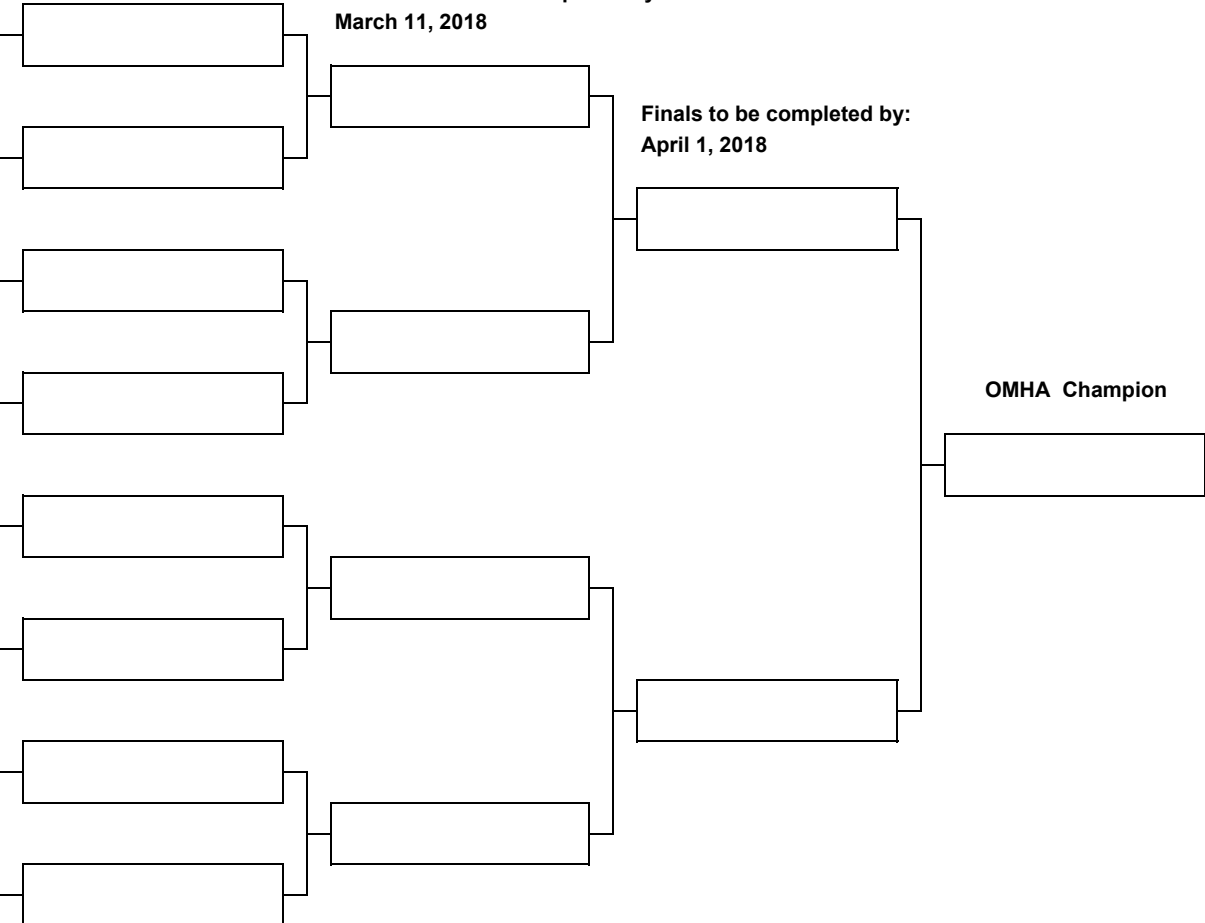 March 11, 2018
Finals to be completed by:
April 1, 2018
OMHA Champion